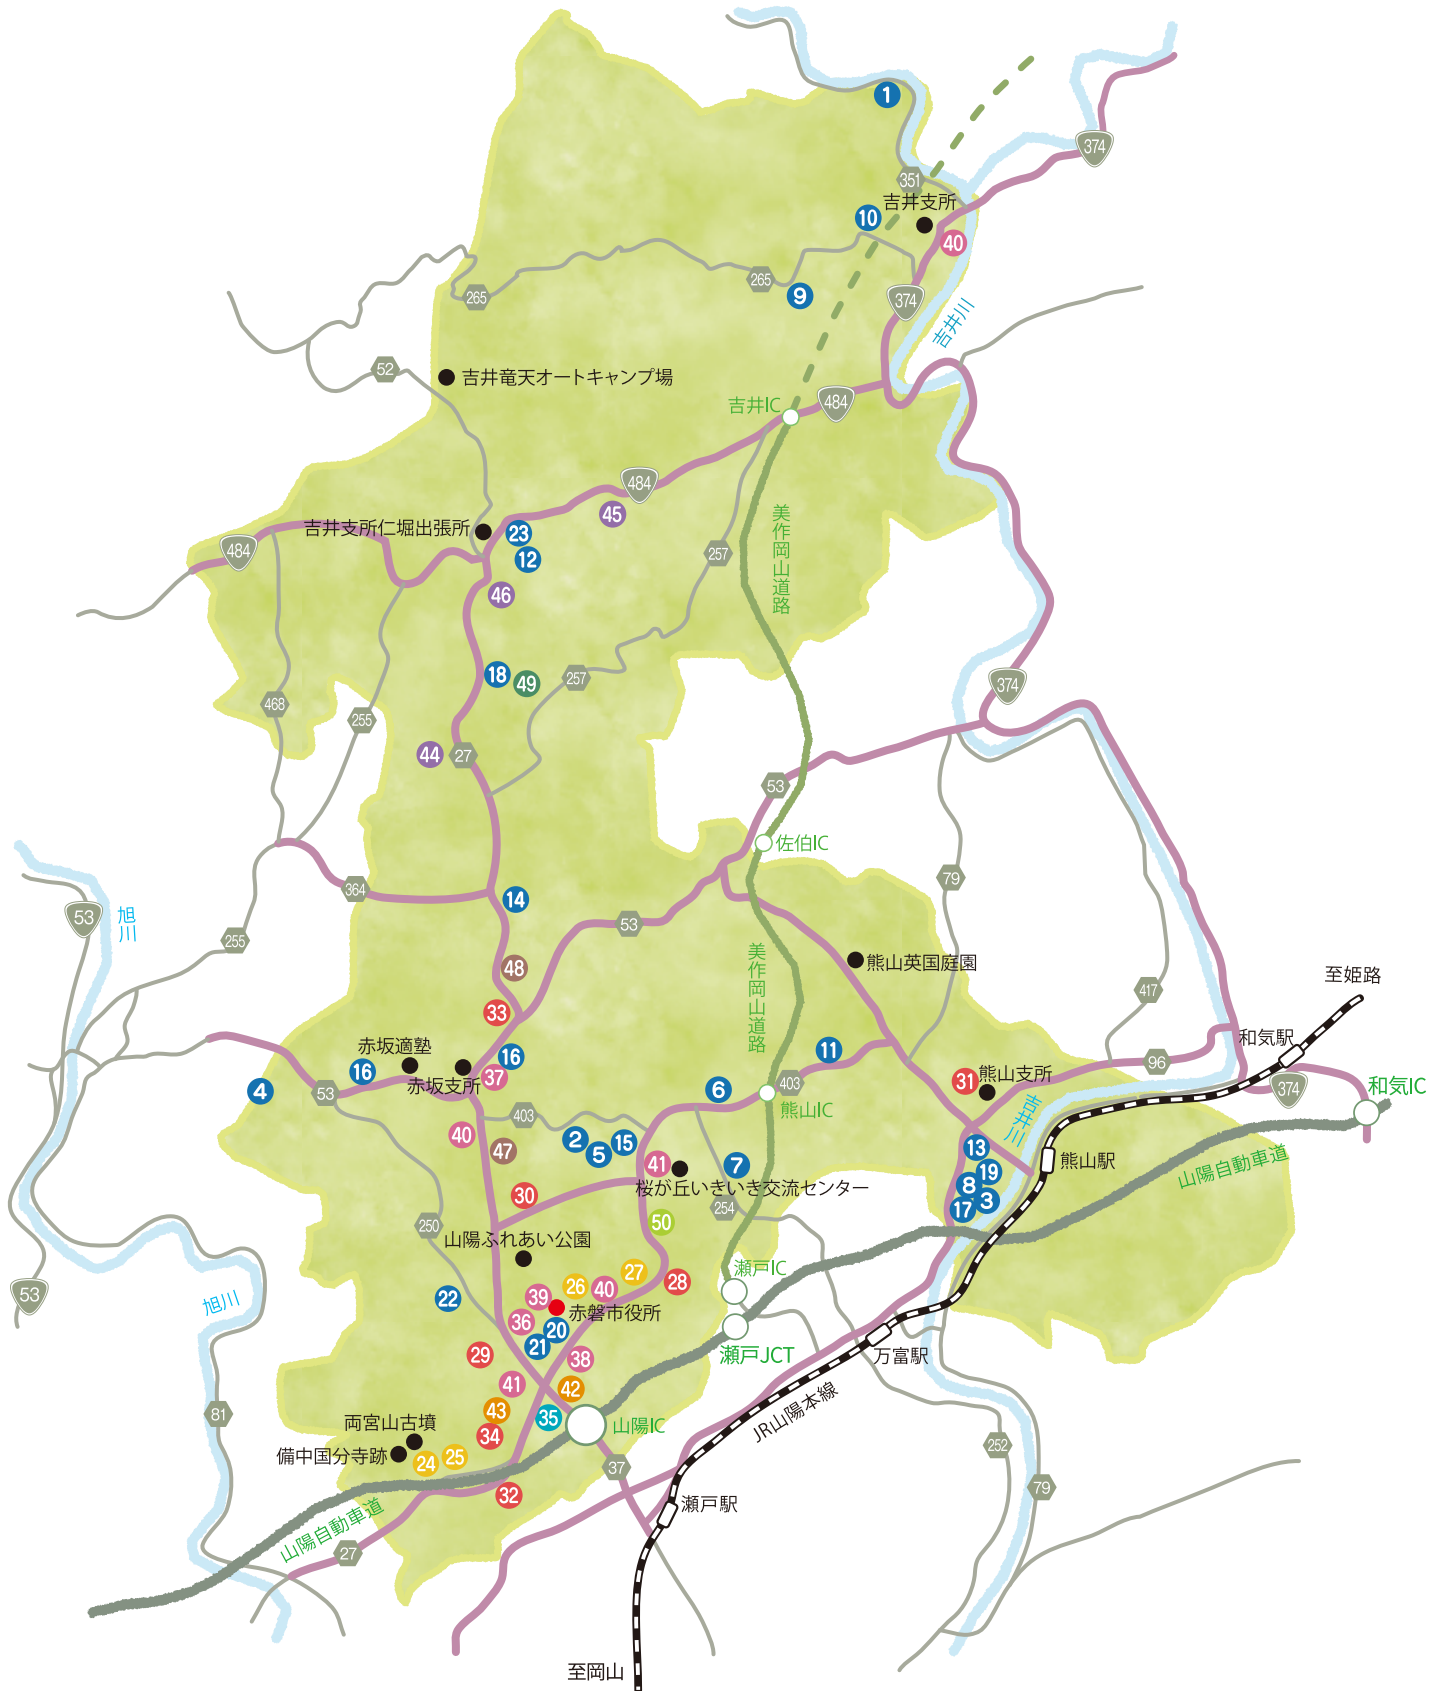 1
374
351
吉井支所
10
40
265
265
9
374
吉井川
52
吉井竜天オートキャンプ場
吉井IC
484
484
45
吉井支所仁堀出張所
23
484
12
美作岡山道路
257
46
18
49
257
374
468
255
44
27
53
佐伯IC
364
79
14
53
旭川
53
255
美作岡山道路
熊山英国庭園
48
417
至姫路
33
和気駅
赤坂適塾
16
11
16
赤坂支所
37
4
53
6
403
熊山IC
31
熊山支所
96
374
和気IC
403
吉井川
40
47
2
5
15
41
7
桜が丘いきいき交流センター
13
19
8
3
17
熊山駅
山陽自動車道
30
254
250
50
山陽ふれあい公園
瀬戸IC
53
旭川
22
39
26
40
27
28
赤磐市役所
36
20
21
瀬戸JCT
29
38
万富駅
41
42
JR山陽本線
81
両宮山古墳
43
35
山陽IC
34
備中国分寺跡
24
25
252
37
79
32
瀬戸駅
山陽自動車道
27
至岡山